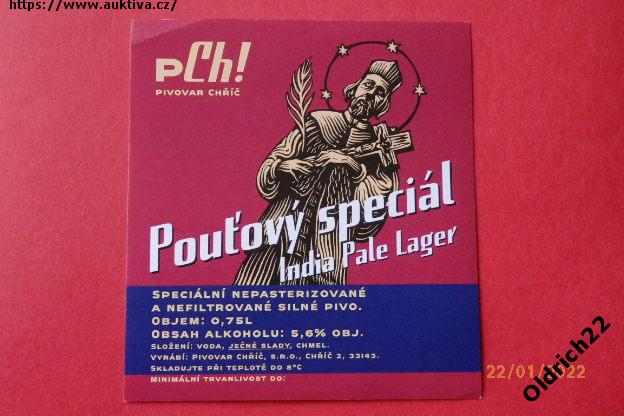 https://www.auktiva.cz/
PCh!
PIVOVAR CHŘÍČ
Pouťový speciál
India Pale Lager
SPECIÁLNÍ NEPASTERIZOVANÉ
A NEFILTROVANÉ SILNÉ PIVO.
OBJEM: 0,75L
OBSAH ALKOHOLU: 5,6% OBJ.
SLOŽENÍ: VODA, JEČNÉ SLADY, CHMEL.
VYRÁBÍ: PIVOVAR CHŘÍČ, S.R.O., CHŘÍČ 2, 33143.
SKLADUJTE PŘI TEPLOTĚ DO 8°C
MINIMÁLNÍ TRVANLIVOST DO:
22/01/2022
Oldrich22